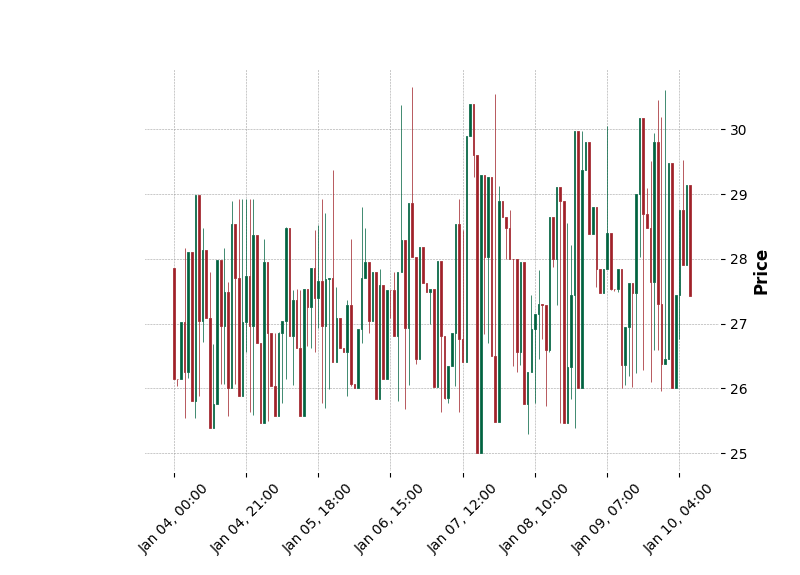 30
29
28
27
26
25
Price
Jan 04, 00:00
Jan 04, 21:00
Jan 05, 18:00
Jan 06, 15:00
Jan 07, 12:00
Jan 08, 10:00
Jan 09, 07:00
Jan 10, 04:00